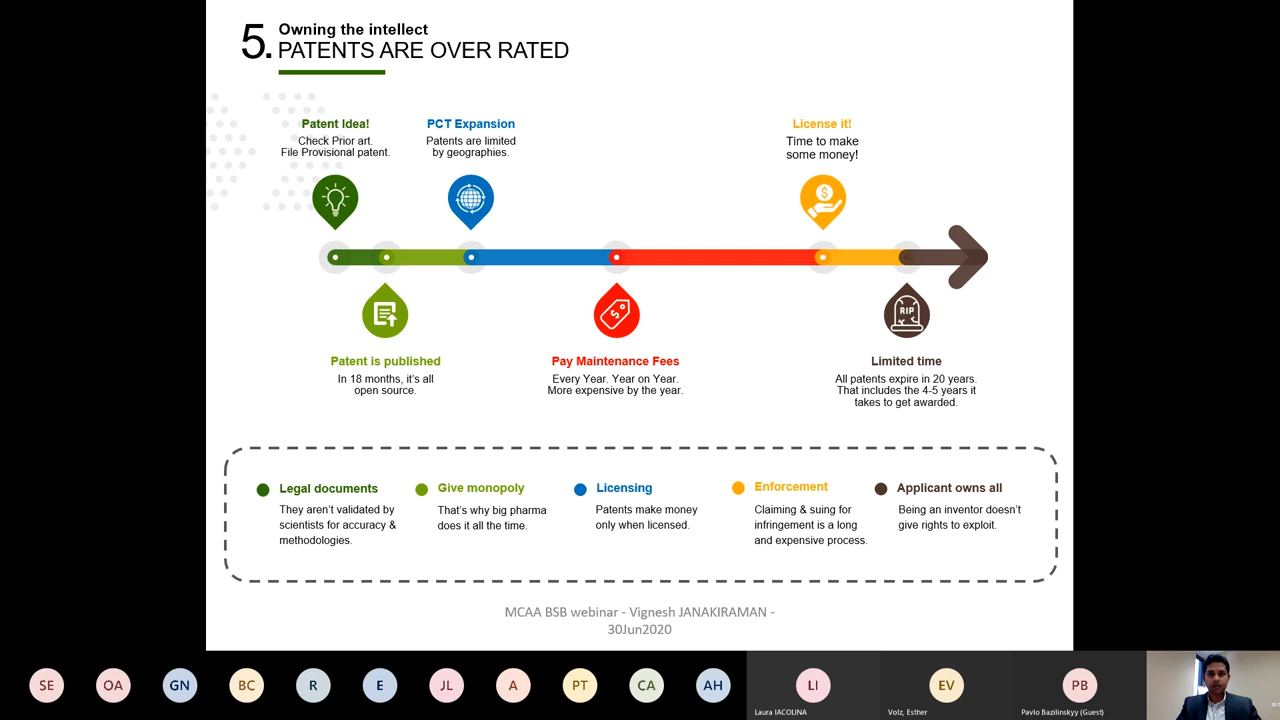 5.
Owning the intellect
PATENTS ARE OVER RATED
Patent Idea!
Check Prior art.
File Provisional patent.
PCT Expansion
Patents are limited
by geographies.
License it!
Time to make
some money!
$
$
RIP
Patent is published
In 18 months, it's all
open source.
Pay Maintenance Fees
Every Year. Year on Year.
More expensive by the year.
Limited time
All patents expire in 20 years.
That includes the 4-5 years it
takes to get awarded.
Legal documents
They aren't validated by
scientists for accuracy &
methodologies.
Give monopoly
That's why big pharma
does it all the time.
Licensing
Patents make money
only when licensed.
Enforcement
Claiming & suing for
infringement is a long
and expensive process.
Applicant owns all
Being an inventor doesn't
give rights to exploit.
MCAA BSB webinar - Vignesh JANAKIRAMAN -
30Jun2020
SE
OA
GN
BC
R
E
JL
A
PT
CA
AH
LI
EV
PB
Laura IACOLINA
Volz, Esther
Pavlo Bazilinskyy (Guest)